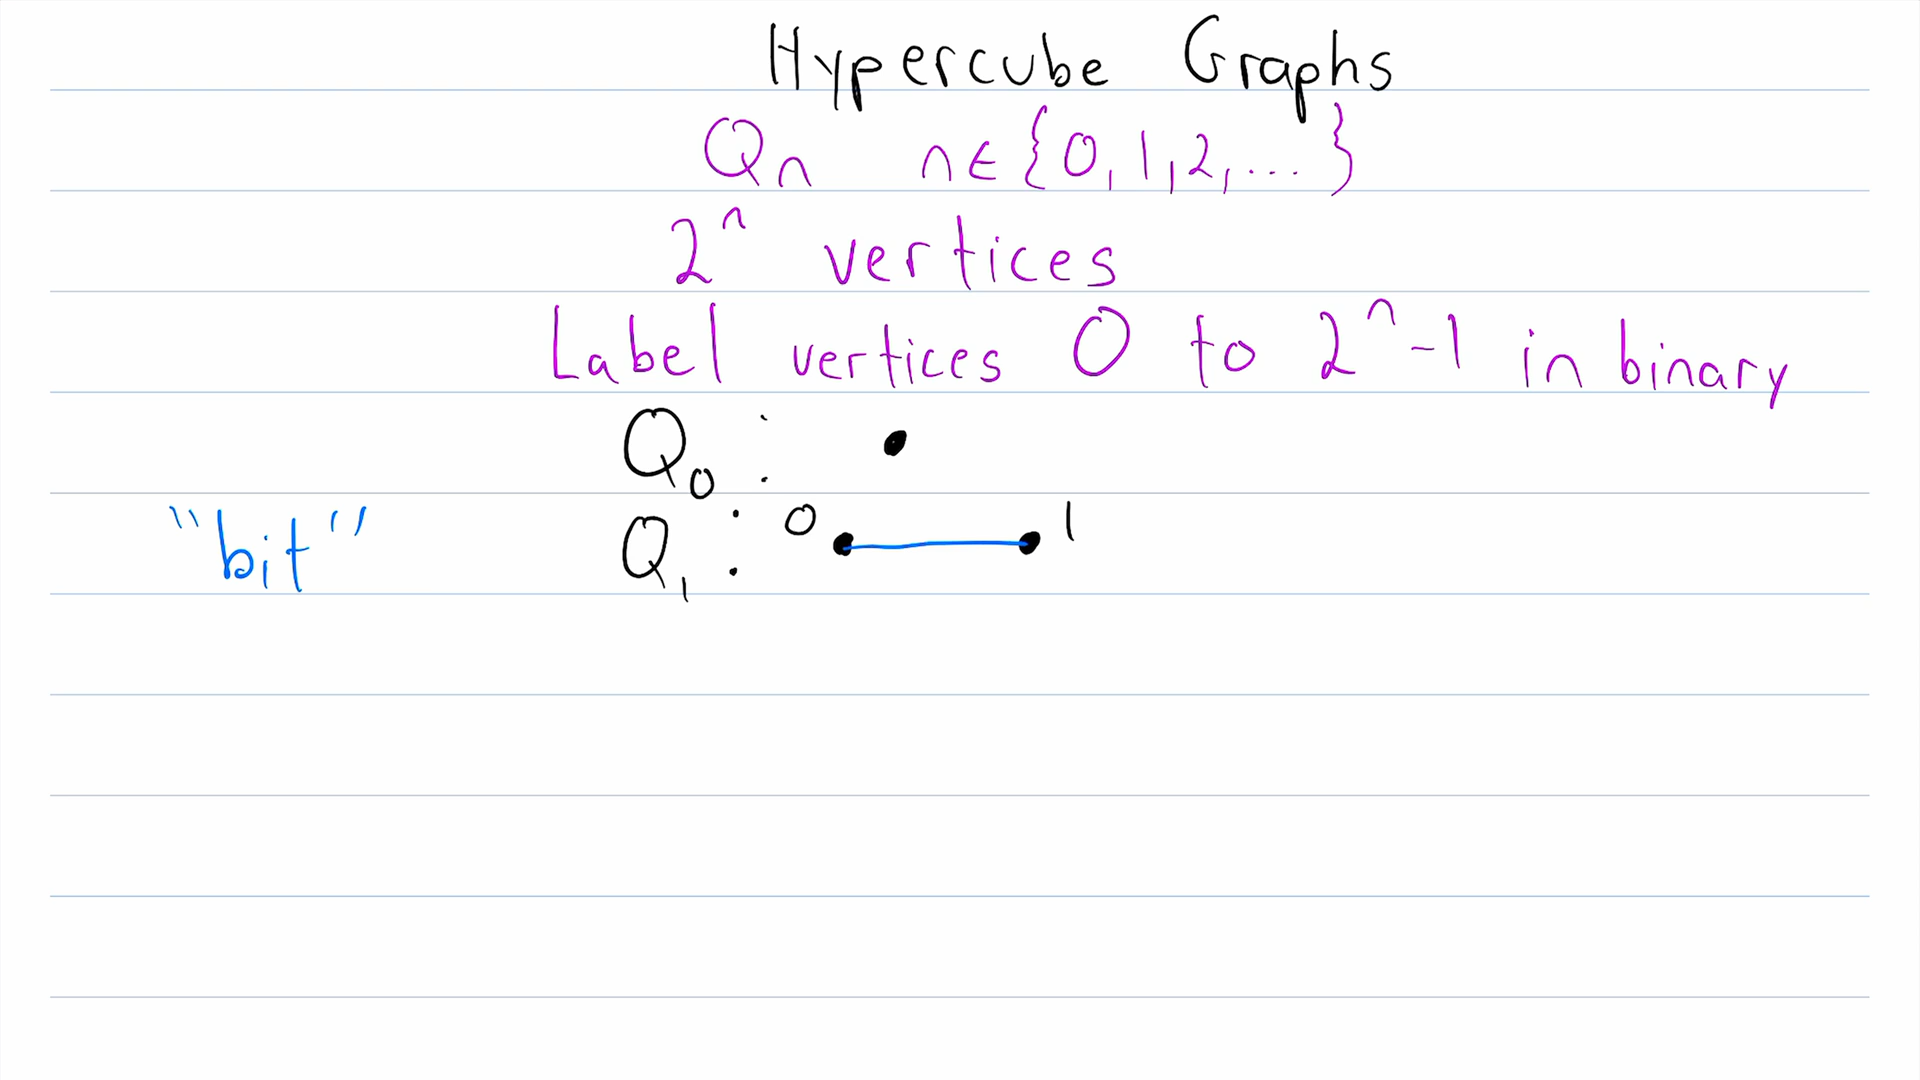 Hypercube Graphs
Qn n∈{0,1,2,...}
2^n vertices
Label vertices 0 to 2^n-1 in binary
Q0 :
"bit" Q1 : 0 1